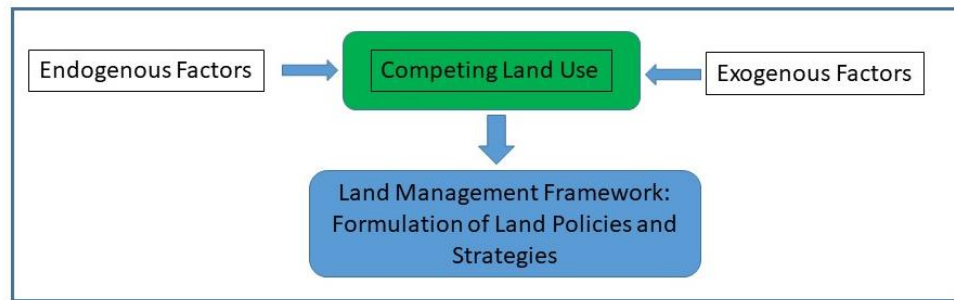 Endogenous Factors
Competing Land Use
Exogenous Factors
Land Management Framework:
Formulation of Land Policies and
Strategies